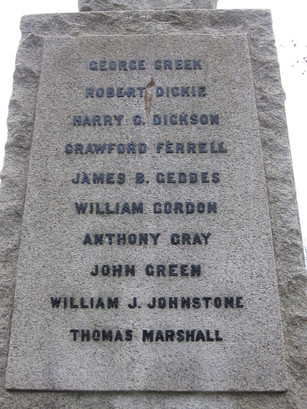 GEORGE CREEK
ROBERT DICKIE
HARRY G. DICKSON
CRAWFORD FERRELL
JAMES B. GEDDES
WILLIAM GORDON
ANTHONY GRAY
JOHN GREEN
WILLIAM J. JOHNSTONE
THOMAS MARSHALL